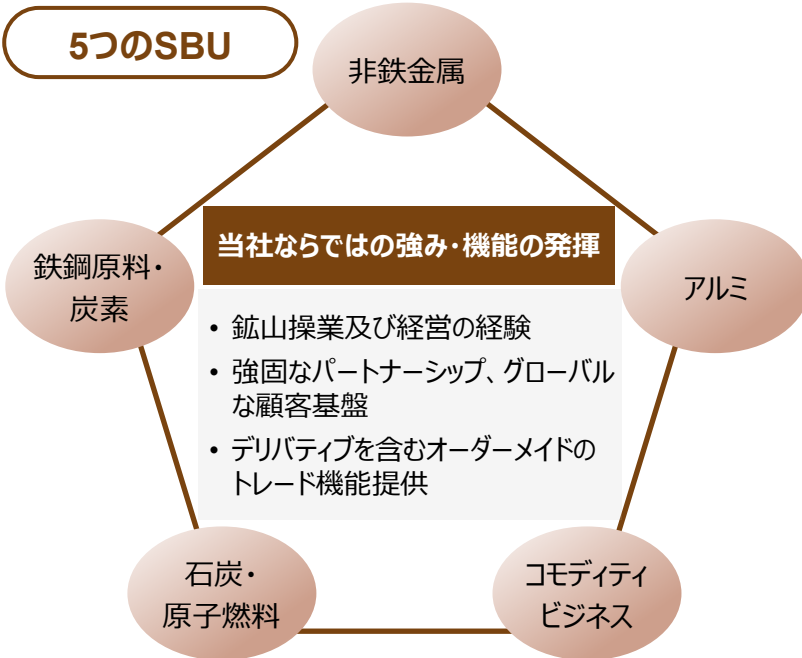 5つのSBU
非鉄金属
鉄鋼原料・
炭素
当社ならではの強み・機能の発揮
アルミ
• 鉱山操業及び経営の経験
• 強固なパートナーシップ、グローバル
な顧客基盤
• デリバティブを含むオーダーメイドの
トレード機能提供
石炭・
原子燃料
コモディティ
ビジネス